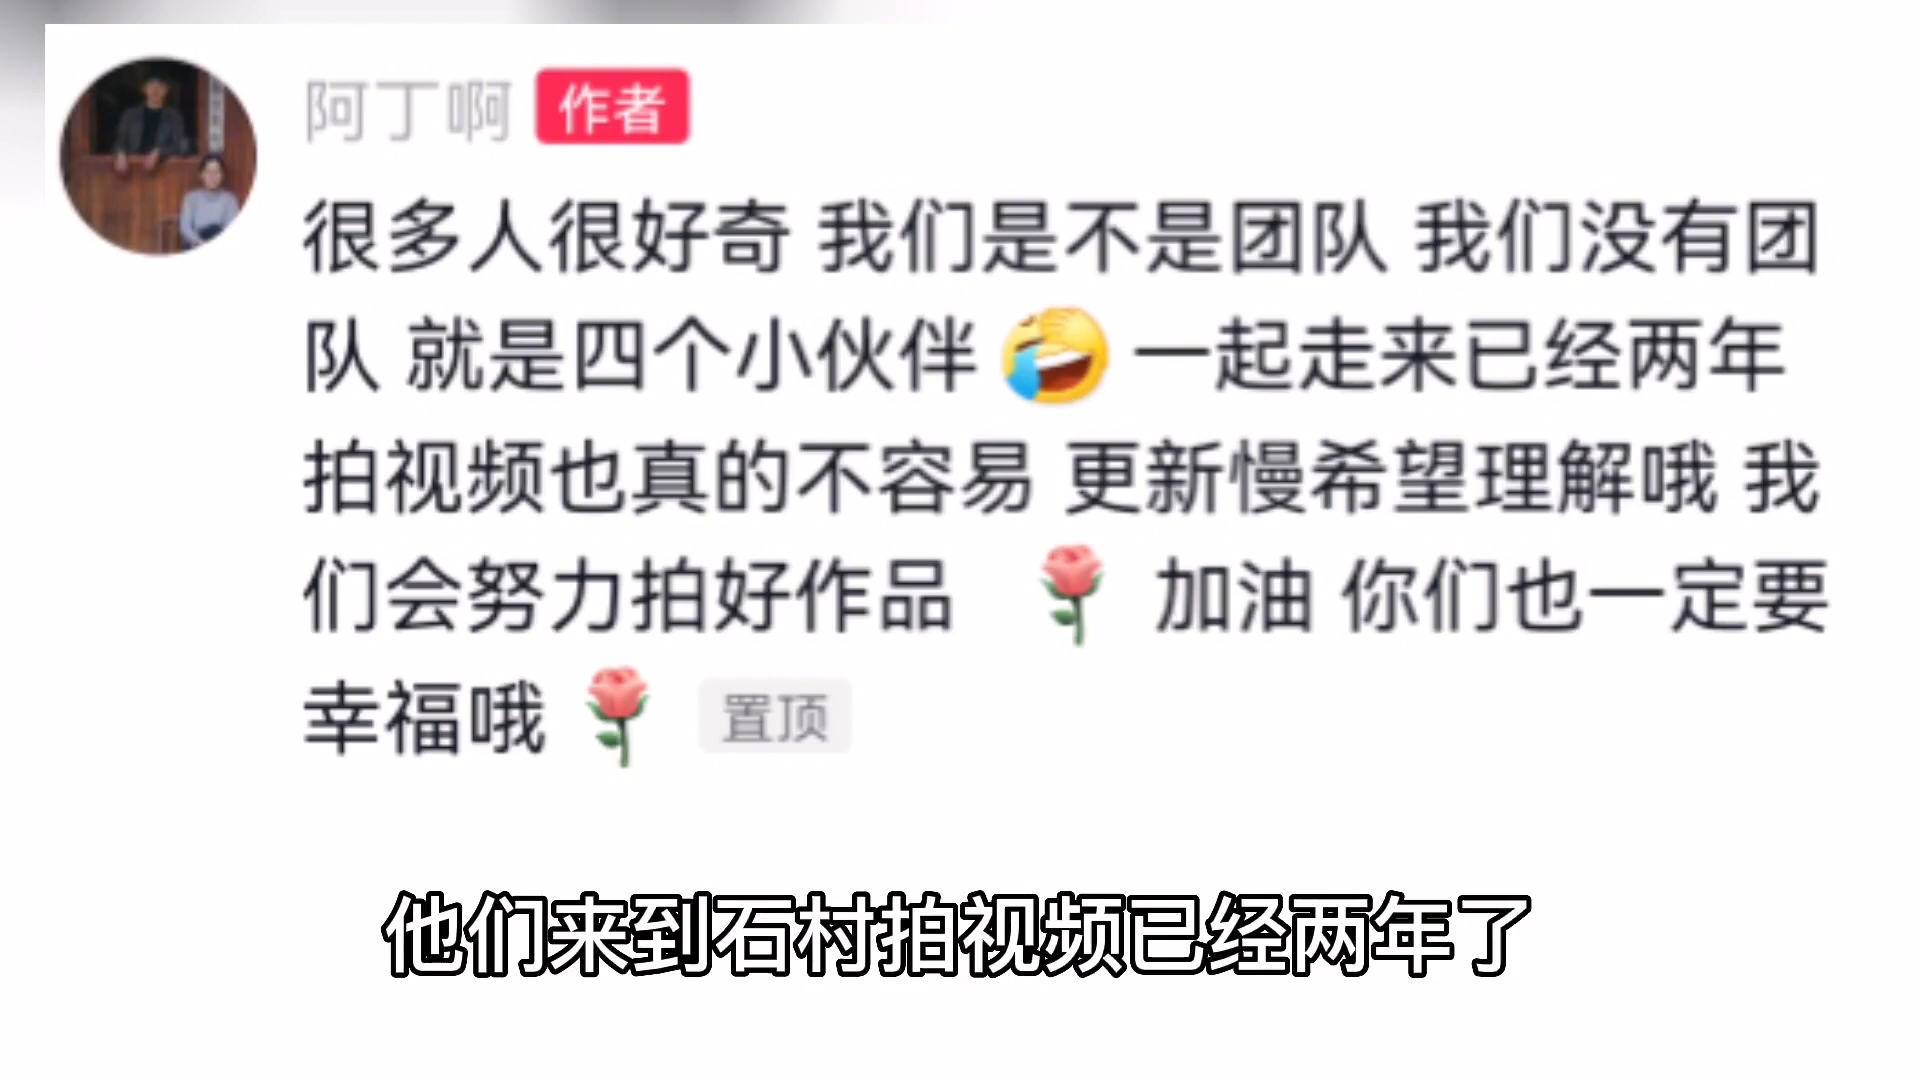 阿丁啊 作者
很多人很好奇 我们是不是团队 我们没有团
队 就是四个小伙伴 🤣 一起走来已经两年
拍视频也真的不容易 更新慢希望理解哦 我
们会努力拍好作品 🌹 加油 你们也一定要
幸福哦 🌹 置顶
他们来到石村拍视频已经两年了